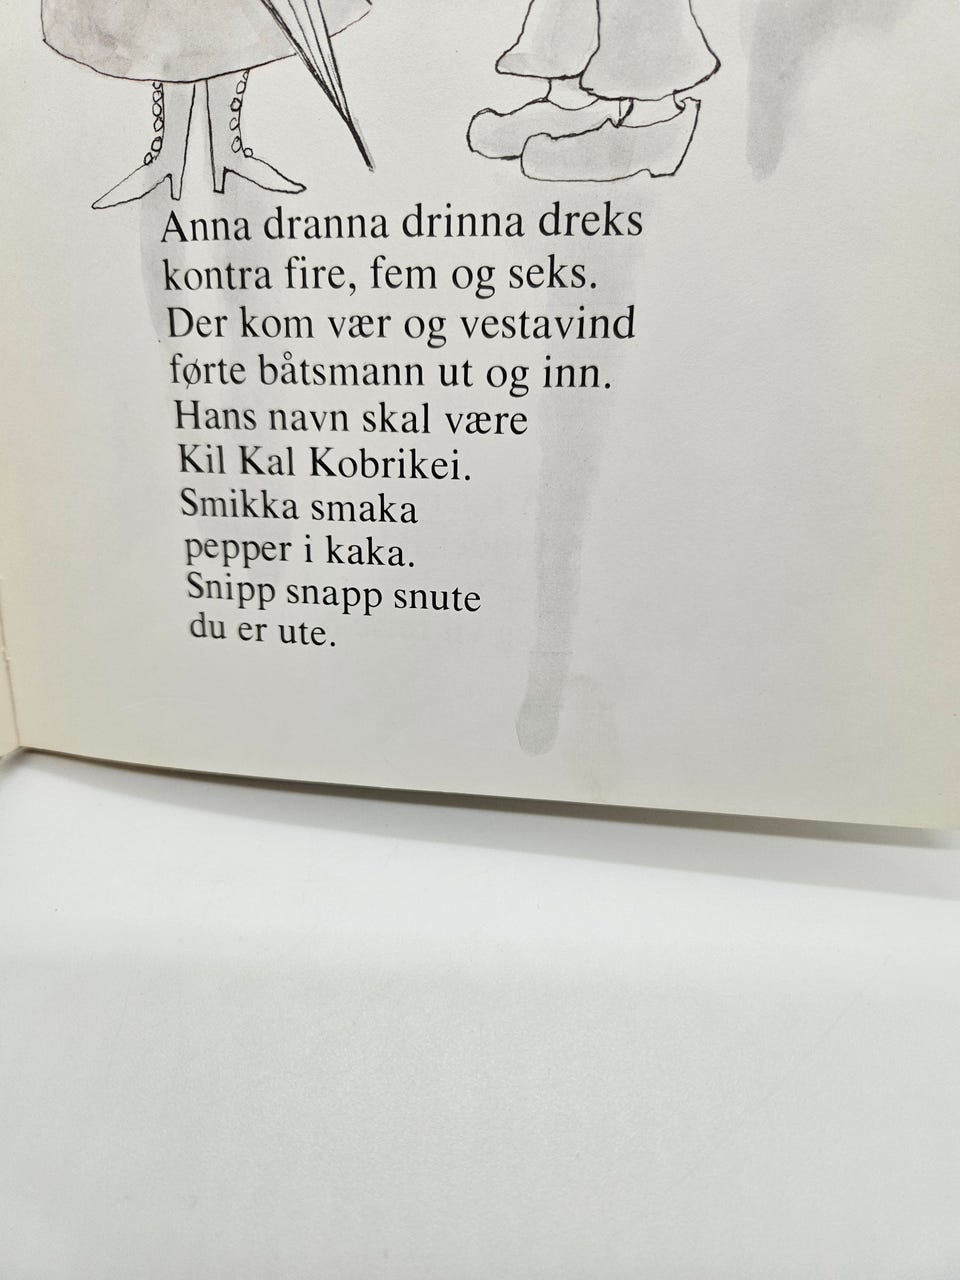 Anna dranna drinna dreks
kontra fire, fem og seks.
Der kom vær og vestavind
førte båtsmann ut og inn.
Hans navn skal være
Kil Kal Kobrikei.
Smikka smaka
pepper i kaka.
Snipp snapp snute
du er ute.